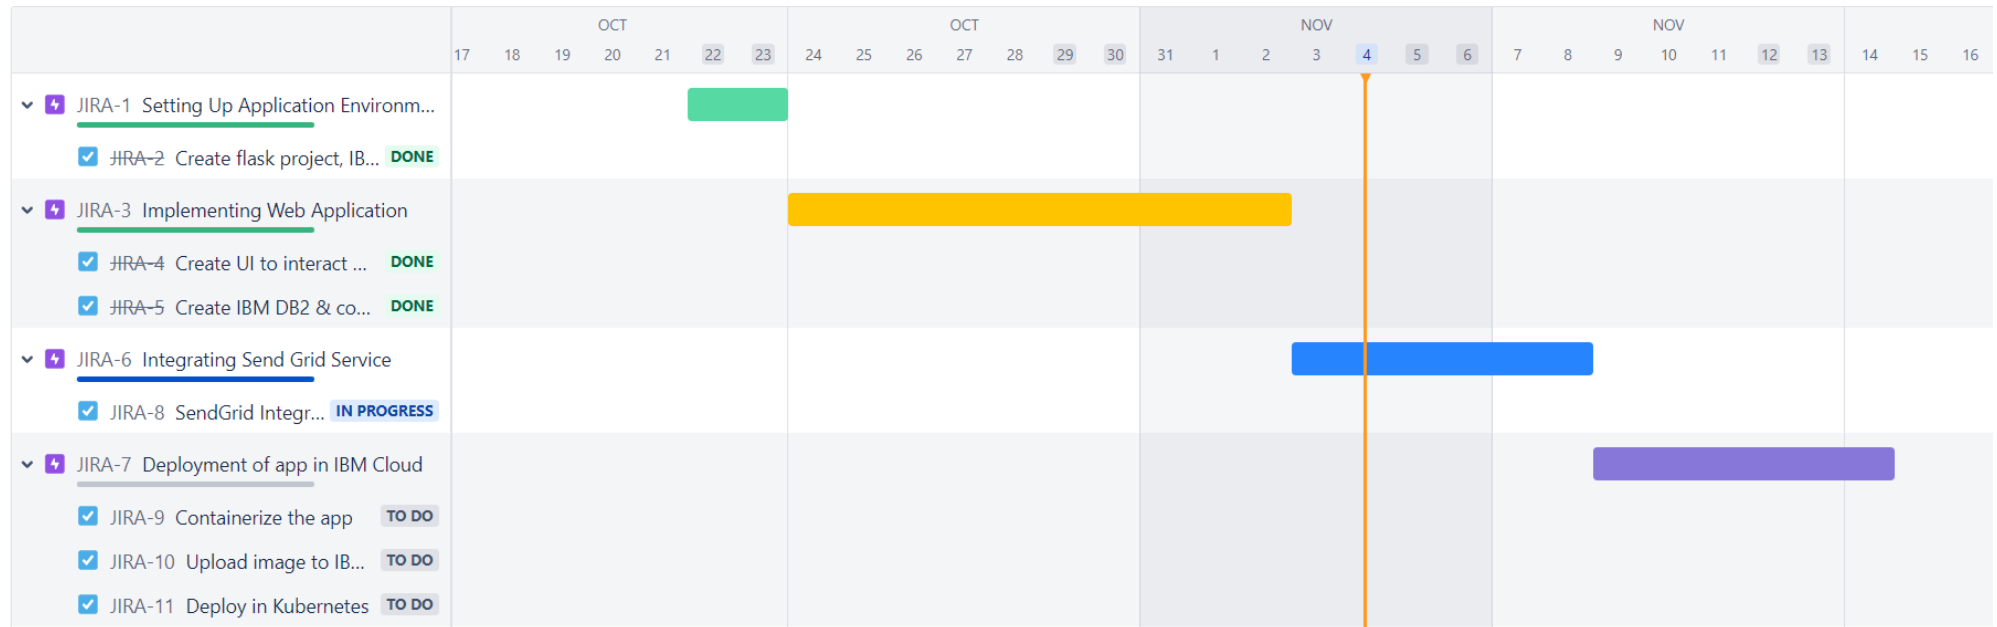 OCT OCT NOV NOV
17 18 19 20 21 22 23 24 25 26 27 28 29 30 31 1 2 3 4 5 6 7 8 9 10 11 12 13 14 15 16
JIRA-1 Setting Up Application Environm...
JIRA-2 Create flask project, IB... DONE
JIRA-3 Implementing Web Application
JIRA-4 Create UI to interact ... DONE
JIRA-5 Create IBM DB2 & co... DONE
JIRA-6 Integrating Send Grid Service
JIRA-8 SendGrid Integr... IN PROGRESS
JIRA-7 Deployment of app in IBM Cloud
JIRA-9 Containerize the app TO DO
JIRA-10 Upload image to IB... TO DO
JIRA-11 Deploy in Kubernetes TO DO